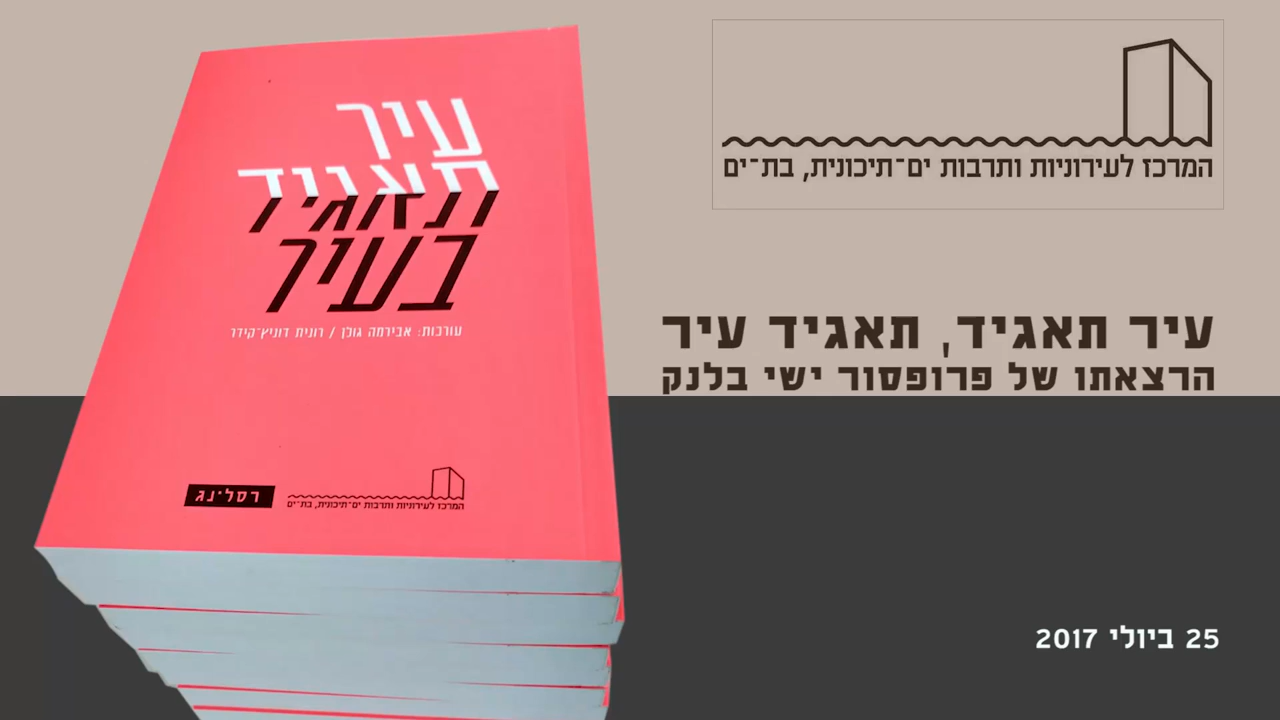 עיר
תאגיד
בעיר
עורכות: אבירמה גולן / רונית דוניץ־קידר
רסלינג
המרכז לעירוניות ותרבות ים־תיכונית, בת־ים
המרכז לעירוניות ותרבות ים־תיכונית, בת־ים
עיר תאגיד, תאגיד עיר
הרצאתו של פרופסור ישי בלנק
25 ביולי 2017